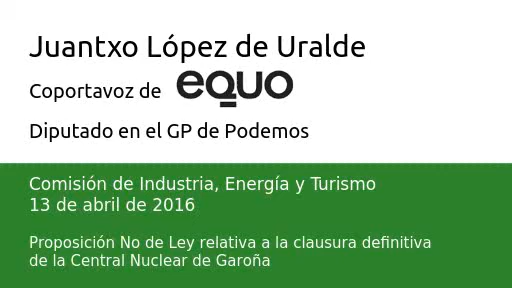 Juantxo López de Uralde
Coportavoz de equo
Diputado en el GP de Podemos
Comisión de Industria, Energía y Turismo
13 de abril de 2016
Proposición No de Ley relativa a la clausura definitiva
de la Central Nuclear de Garoña